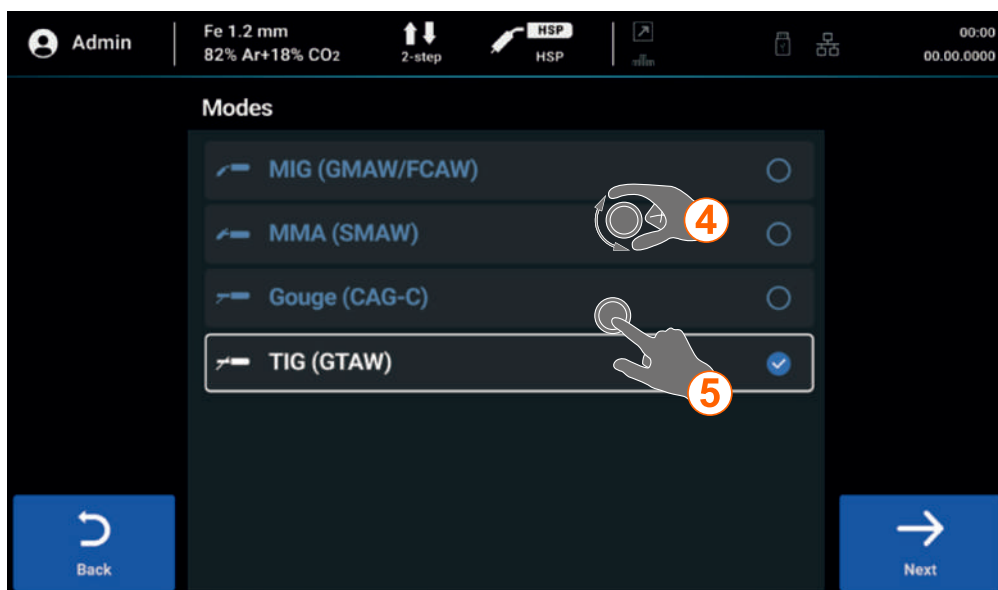 Admin
Fe 1.2 mm
82% Ar+18% CO2
2-step
HSP
HSP
00:00
00.00.0000
Modes
MIG (GMAW/FCAW)
MMA (SMAW)
4
Gouge (CAG-C)
TIG (GTAW)
5
Back
Next